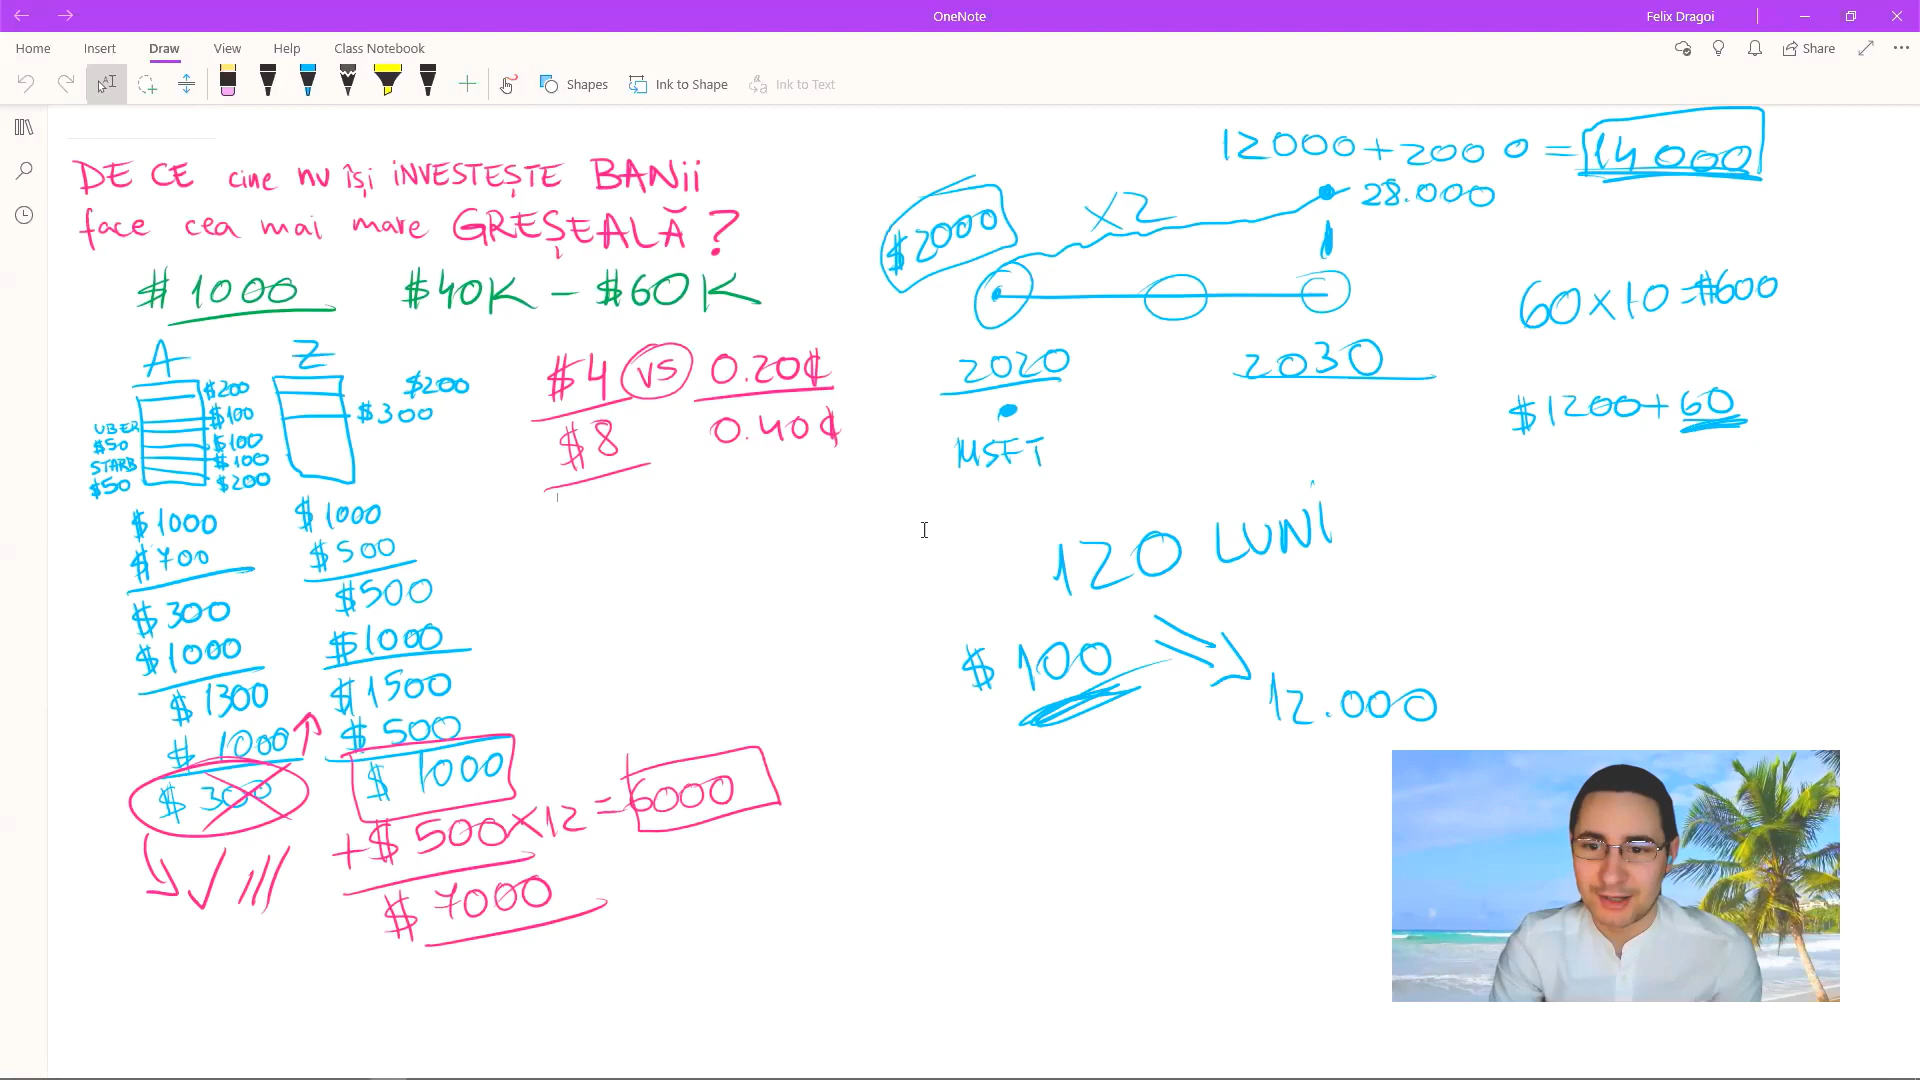 OneNote
Felix Dragoi
Home Insert Draw View Help Class Notebook
Share
Shapes
Ink to Shape
Ink to Text
DE CE cine nu își iNVESTEȘTE BANii
face cea mai mare GREȘEALĂ?
$1000 $40K - $60K
A Z
$200
$100
UBER
$50
$100
STARB
$100
$50
$200
$200
$300
$1000
$700
$300
$1000
$1300
$1000
$300
$1000
$500
$500
$1000
$1500
$500
$1000
+$500x12=6000
$7000
$4 VS 0.20¢
$8 0.40¢
12000+2000=14000
28.000
$2000
X2
2020 2030
MSFT
60x10=$600
$1200+60
120 LUNi
$100
12.000